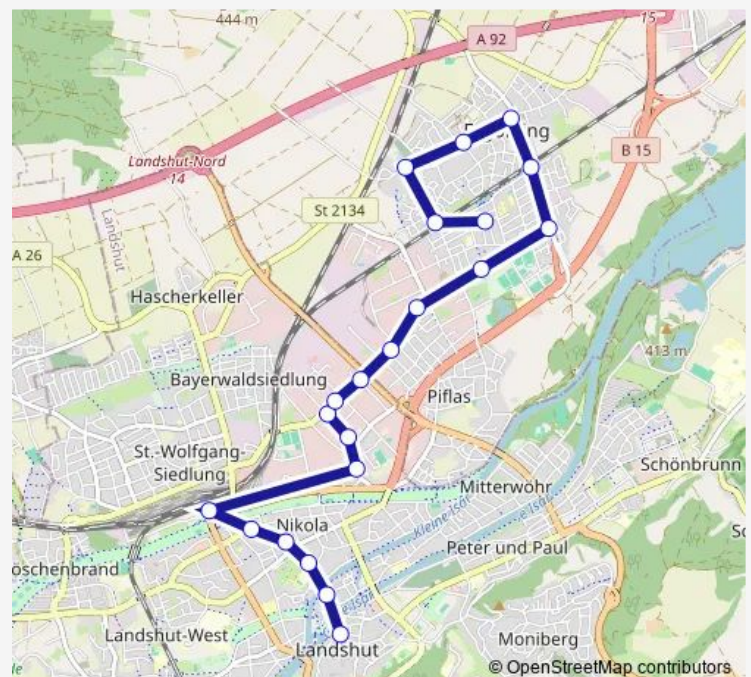 444 m
15
A 92
Landshut-Nord
14
B 15
St 2134
Landshut
A 26
Hascherkeller
413 m
Bayerwaldsiedlung
Piflas
St.-Wolfgang-
Siedlung
Schönbrunn
Mitterwöhr
Nikola
Kleine Isar
Peter und Paul
öschenbrand
Landshut-West
Landshut
Moniberg
© OpenStreetMap contributors